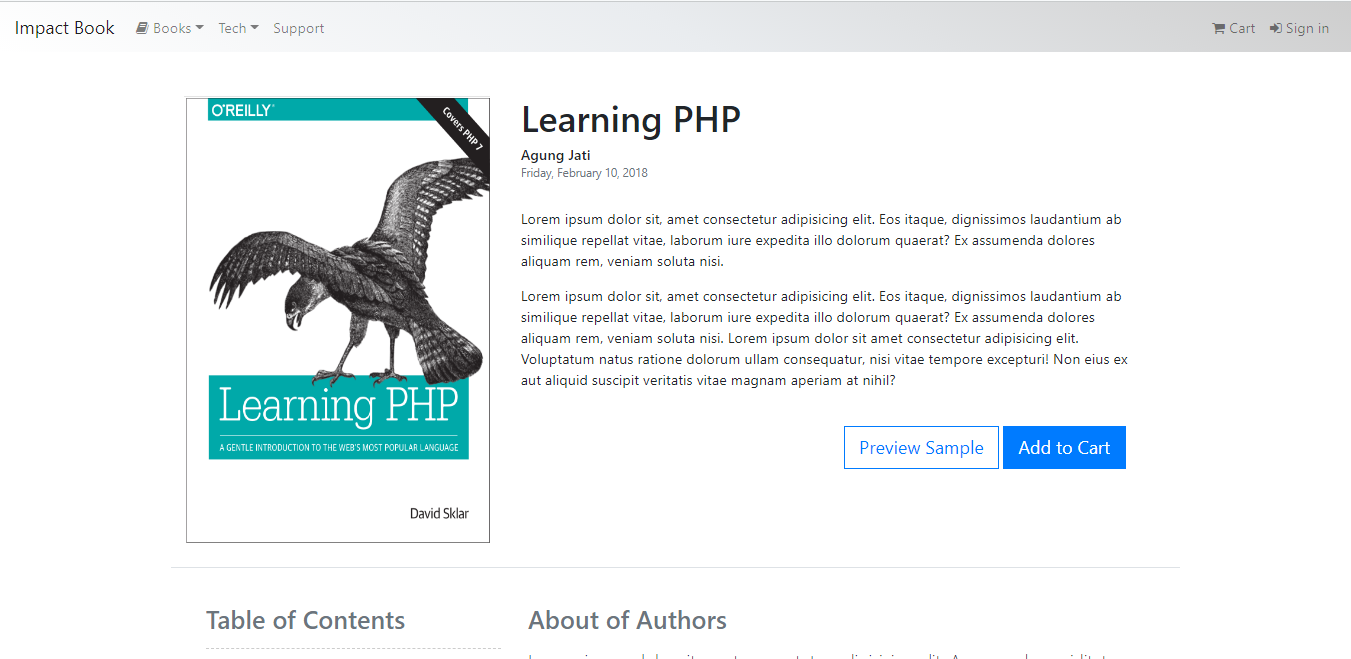 Impact Book Books Tech Support Cart Sign in
O'REILLY®
Covers PHP 7
Learning PHP
A GENTLE INTRODUCTION TO THE WEB'S MOST POPULAR LANGUAGE
David Sklar
Learning PHP
Agung Jati
Friday, February 10, 2018
Lorem ipsum dolor sit, amet consectetur adipisicing elit. Eos itaque, dignissimos laudantium ab
similique repellat vitae, laborum iure expedita illo dolorum quaerat? Ex assumenda dolores
aliquam rem, veniam soluta nisi.
Lorem ipsum dolor sit, amet consectetur adipisicing elit. Eos itaque, dignissimos laudantium ab
similique repellat vitae, laborum iure expedita illo dolorum quaerat? Ex assumenda dolores
aliquam rem, veniam soluta nisi. Lorem ipsum dolor sit amet consectetur adipisicing elit.
Voluptatum natus ratione dolorum ullam consequatur, nisi vitae tempore excepturi! Non eius ex
aut aliquid suscipit veritatis vitae magnam aperiam at nihil?
Preview Sample Add to Cart
Table of Contents
About of Authors